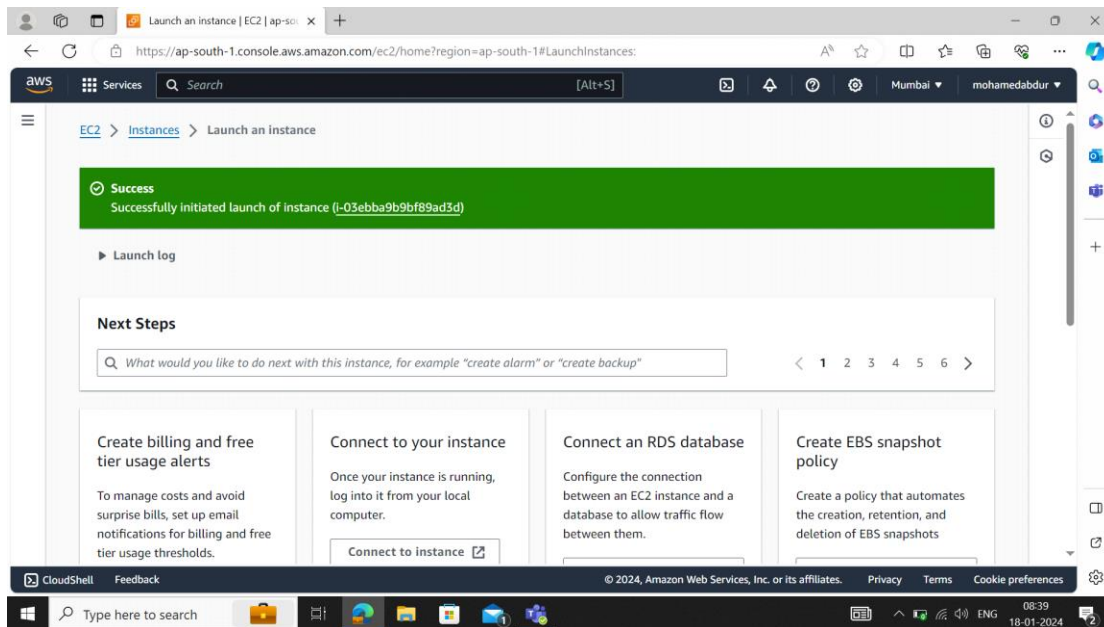 Launch an instance | EC2 | ap-sou
https://ap-south-1.console.aws.amazon.com/ec2/home?region=ap-south-1#LaunchInstances:
aws
Services
Search
[Alt+S]
Mumbai
mohamedabdur
EC2 > Instances > Launch an instance
Success
Successfully initiated launch of instance (i-03ebba9b9bf89ad3d)
Launch log
Next Steps
What would you like to do next with this instance, for example "create alarm" or "create backup"
< 1 2 3 4 5 6 >
Create billing and free
tier usage alerts
To manage costs and avoid
surprise bills, set up email
notifications for billing and free
tier usage thresholds.
Connect to your instance
Once your instance is running,
log into it from your local
computer.
Connect to instance
Connect an RDS database
Configure the connection
between an EC2 instance and a
database to allow traffic flow
between them.
Create EBS snapshot
policy
Create a policy that automates
the creation, retention, and
deletion of EBS snapshots
CloudShell
Feedback
© 2024, Amazon Web Services, Inc. or its affiliates.
Privacy
Terms
Cookie preferences
Type here to search
ENG
08:39
18-01-2024
2